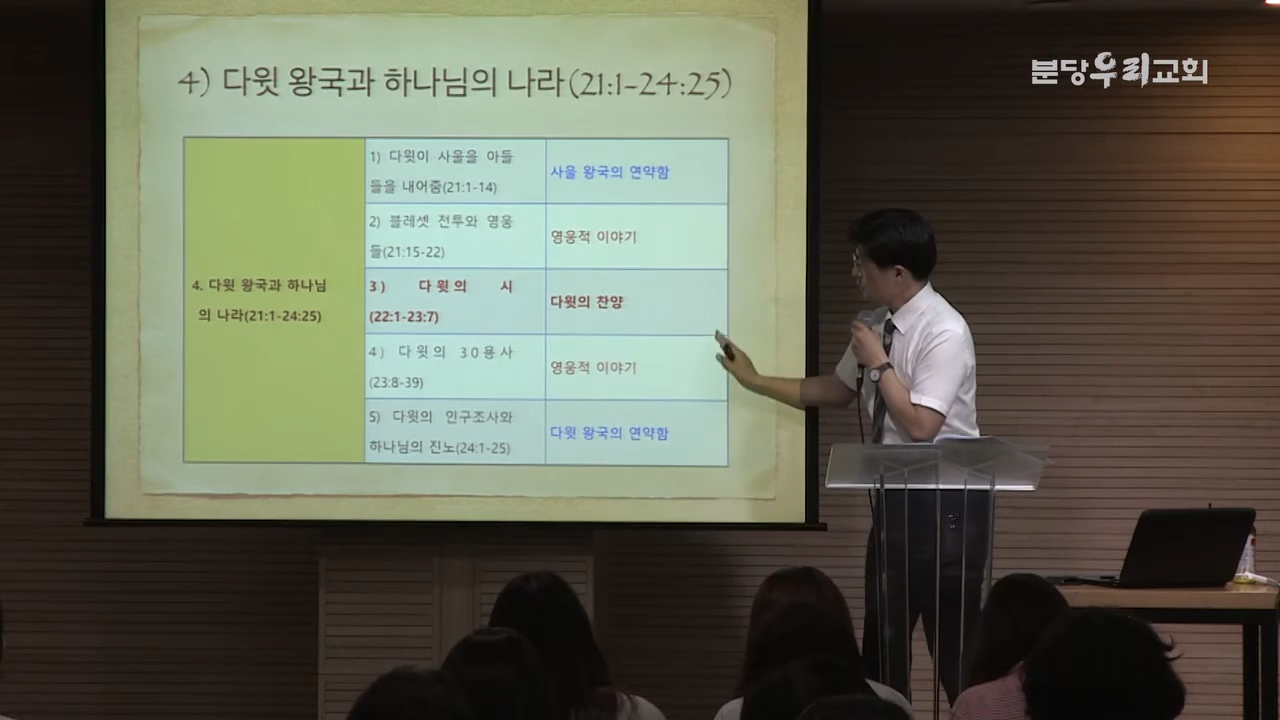 분당우리교회
4) 다윗 왕국과 하나님의 나라(21:1-24:25)
4. 다윗 왕국과 하나님
의 나라(21:1-24:25)
1) 다윗이 사울을 아들
들을 내어줌(21:1-14)
사울 왕국의 연약함
2) 블레셋 전투와 영웅
들(21:15-22)
영웅적 이야기
3) 다윗의 시
(22:1-23:7)
다윗의 찬양
4) 다윗의 30용사
(23:8-39)
영웅적 이야기
5) 다윗의 인구조사와
하나님의 진노(24:1-25)
다윗 왕국의 연약함